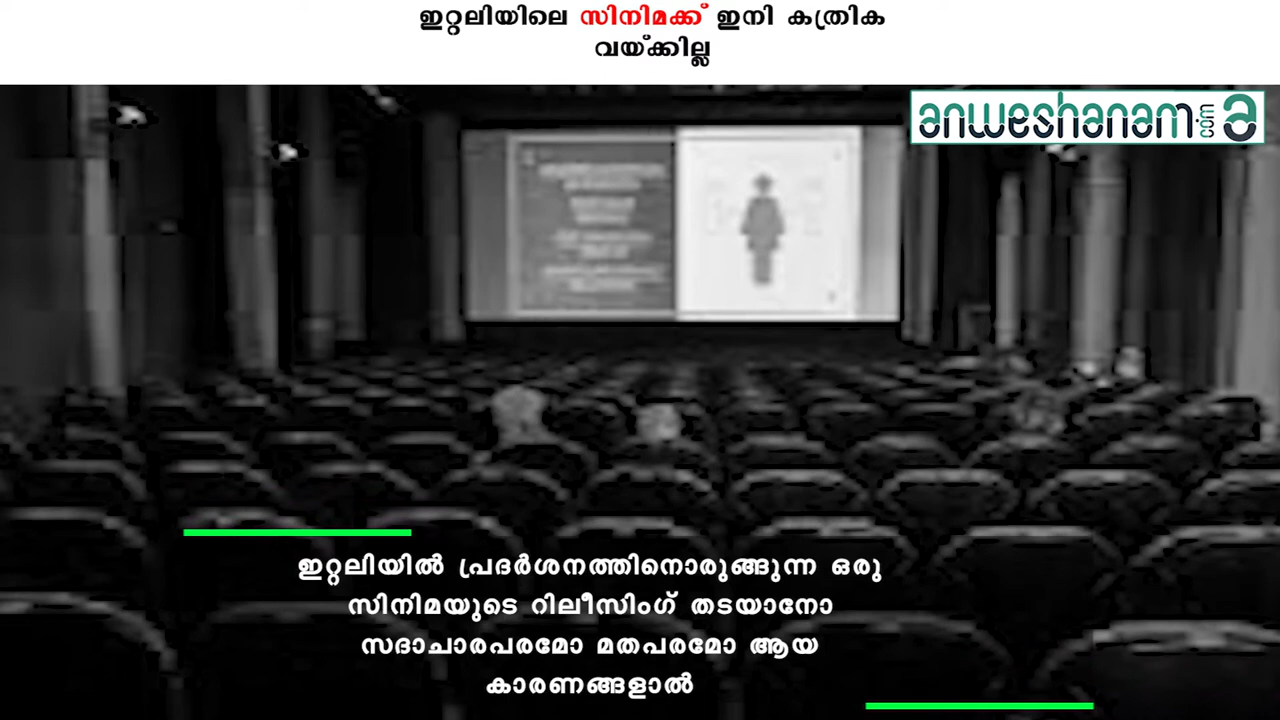 ഇറ്റലിയിലെ സിനിമക്ക് ഇനി കത്രിക
വയ്ക്കില്ല
anweshanam.com a
ഇറ്റലിയിൽ പ്രദർശനത്തിനൊരുങ്ങുന്ന ഒരു
സിനിമയുടെ റിലീസിംഗ് തടയാനോ
സദാചാരപരമോ മതപരമോ ആയ
കാരണങ്ങളാൽ